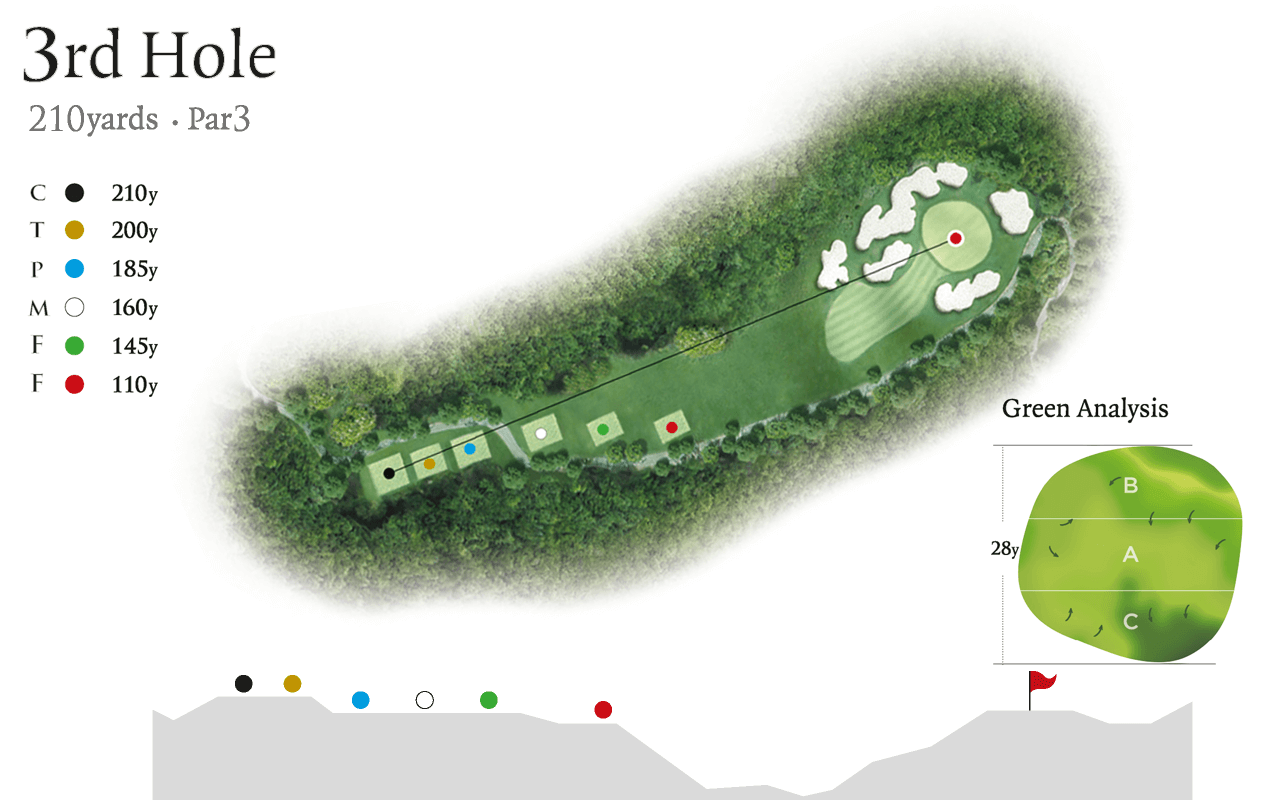 3rd Hole
210yards · Par3
C 210y
T 200y
P 185y
M 160y
F 145y
F 110y
Green Analysis
B
28y
A
C